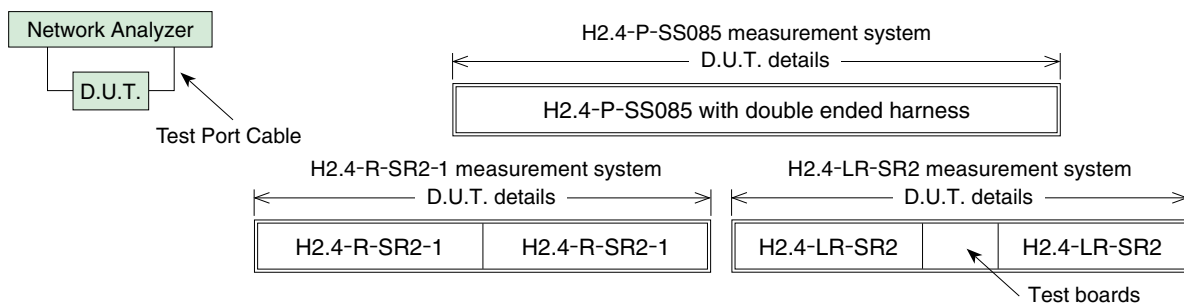 Network Analyzer
D.U.T.
Test Port Cable
H2.4-P-SS085 measurement system
D.U.T. details
H2.4-P-SS085 with double ended harness
H2.4-R-SR2-1 measurement system
D.U.T. details
H2.4-R-SR2-1
H2.4-R-SR2-1
H2.4-LR-SR2 measurement system
D.U.T. details
H2.4-LR-SR2
H2.4-LR-SR2
Test boards